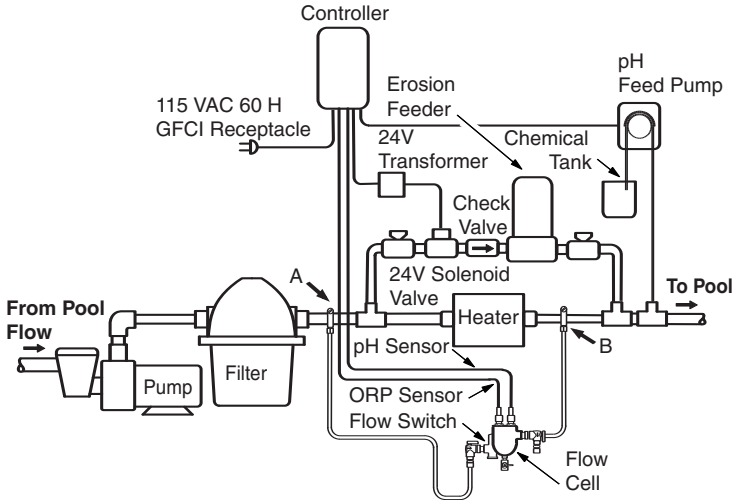 Controller
Erosion
Feeder
pH
Feed Pump
115 VAC 60 H
GFCI Receptacle
24V
Transformer
Chemical
Tank
Check
Valve
A
24V Solenoid
Valve
To Pool
From Pool
Flow
Heater
B
pH Sensor
Pump
Filter
ORP Sensor
Flow Switch
Flow
Cell